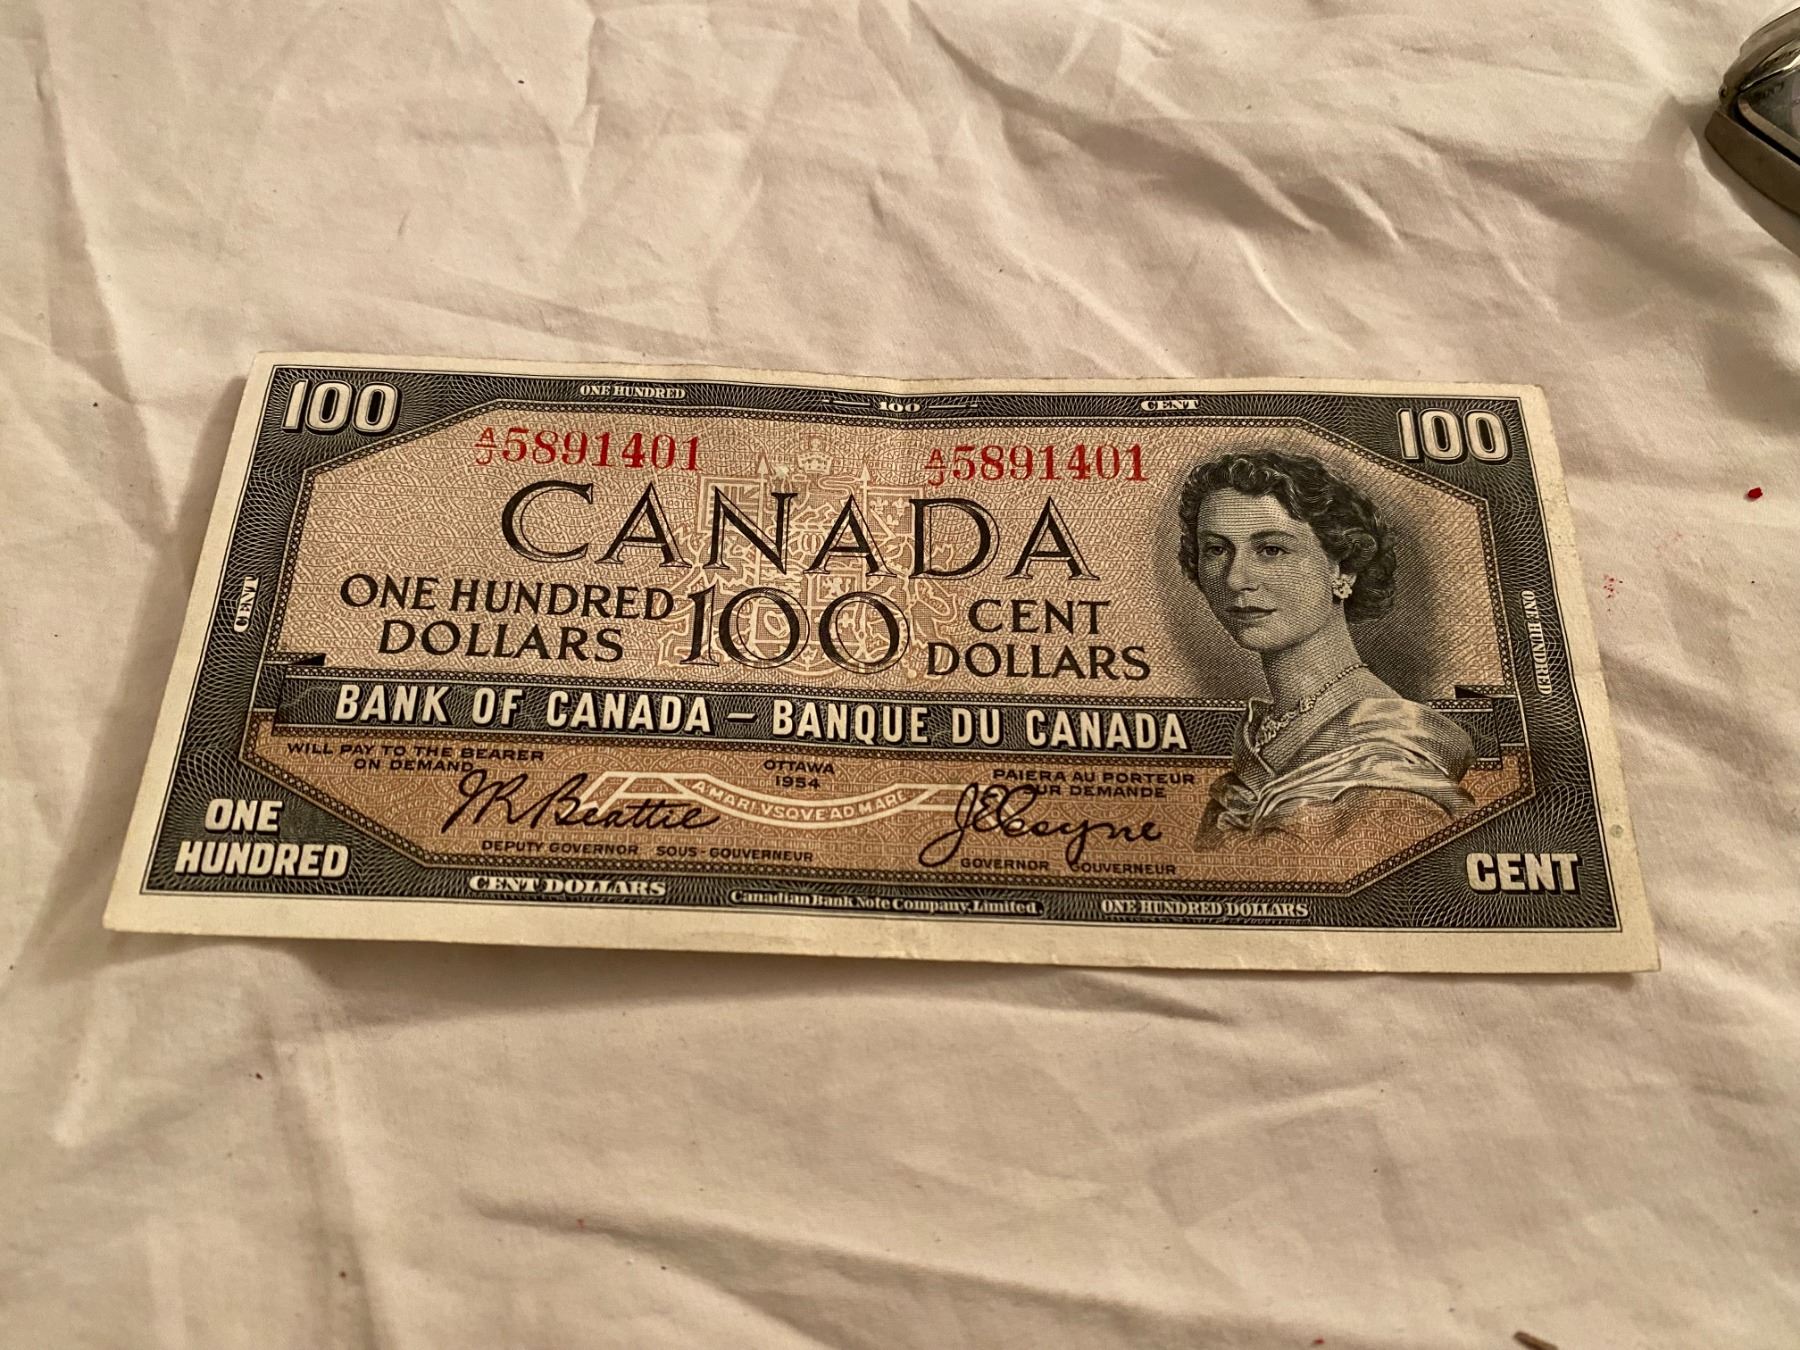 100 ONE HUNDRED 100 CENT 100
A/J 5891401 A/J 5891401
CANADA
ONE HUNDRED DOLLARS 100 CENT DOLLARS
CENT
ONE HUNDRED
BANK OF CANADA – BANQUE DU CANADA
WILL PAY TO THE BEARER
ON DEMAND
OTTAWA
1954
PAIERA AU PORTEUR
SUR DEMANDE
A MARI VSQVE AD MARE
J R Beattie
J E Coyne
DEPUTY GOVERNOR SOUS-GOUVERNEUR
GOVERNOR GOUVERNEUR
ONE
HUNDRED
CENT
CENT DOLLARS Canadian Bank Note Company, Limited. ONE HUNDRED DOLLARS